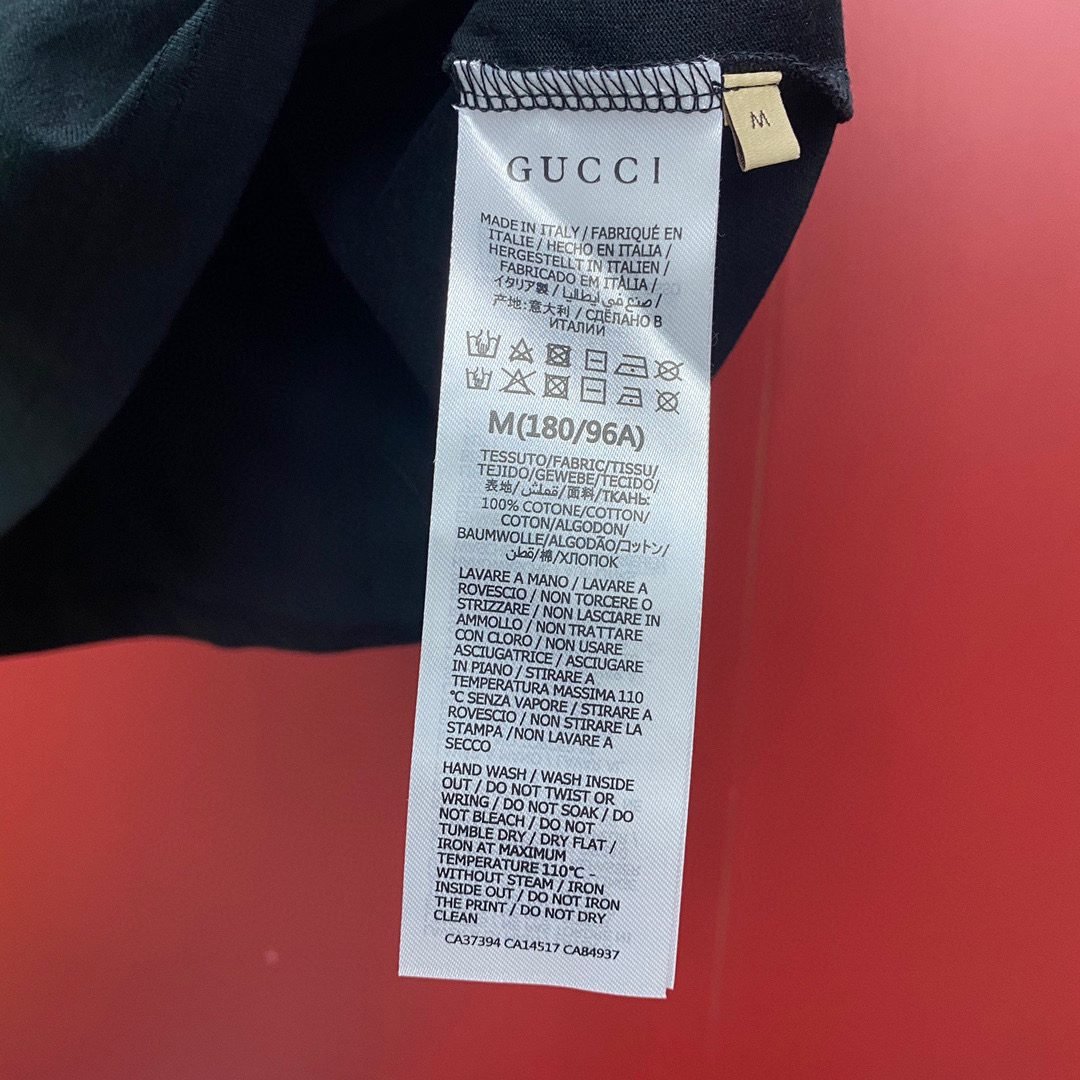 M
GUCCI
MADE IN ITALY / FABRIQUÉ EN
ITALIE / HECHO EN ITALIA /
HERGESTELLT IN ITALIEN /
FABRICADO EM ITÀLIA /
イタリア製 / صنع في ايطاليا /
产地: 意大利 / СДЕЛАНО В
ИТАЛИИ
M(180/96A)
TESSUTO/FABRIC/TISSU/
TEJIDO/GEWEBE/TECIDO/
表地/قملش/面料/ТКАНЬ:
100% COTONE/COTTON/
COTON/ALGODON/
BAUMWOLLE/ALGODÃO/コットン/
قطن/棉/ХЛОПОК
LAVARE A MANO / LAVARE A
ROVESCIO / NON TORCERE O
STRIZZARE / NON LASCIARE IN
AMMOLLO / NON TRATTARE
CON CLORO / NON USARE
ASCIUGATRICE / ASCIUGARE
IN PIANO / STIRARE A
TEMPERATURA MASSIMA 110
°C SENZA VAPORE / STIRARE A
ROVESCIO / NON STIRARE LA
STAMPA /NON LAVARE A
SECCO
HAND WASH / WASH INSIDE
OUT / DO NOT TWIST OR
WRING / DO NOT SOAK / DO
NOT BLEACH / DO NOT
TUMBLE DRY / DRY FLAT /
IRON AT MAXIMUM
TEMPERATURE 110℃ -
WITHOUT STEAM / IRON
INSIDE OUT / DO NOT IRON
THE PRINT / DO NOT DRY
CLEAN
CA37394 CA14517 CA84937